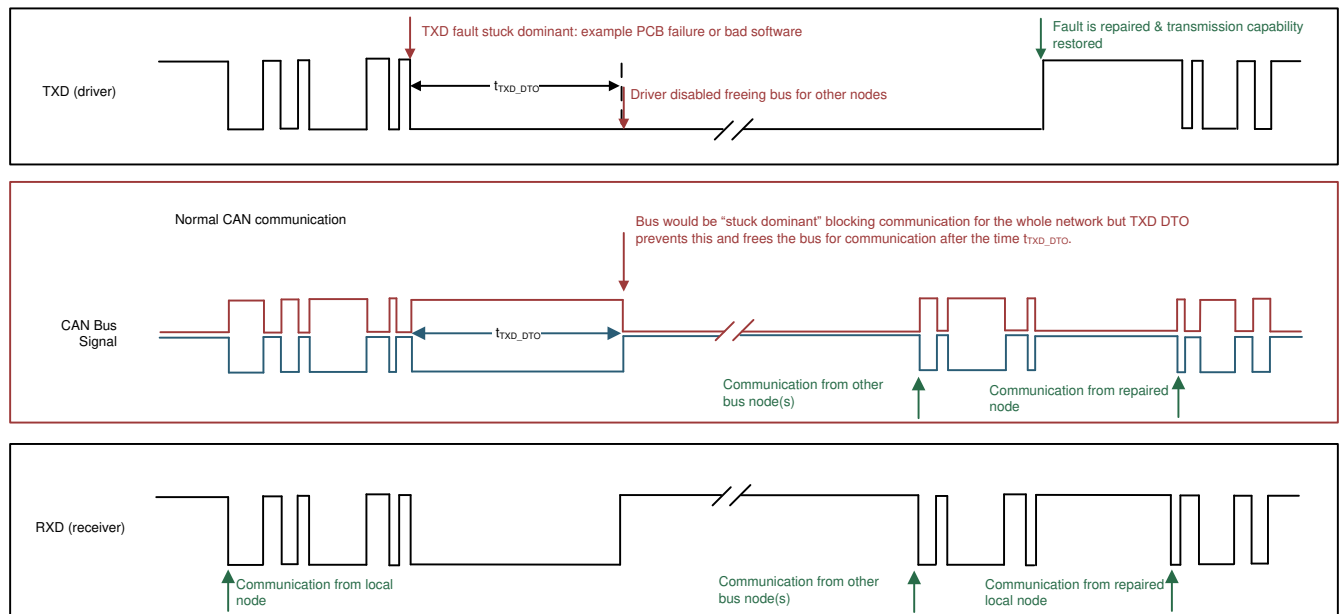 TXD fault stuck dominant: example PCB failure or bad software
Fault is repaired & transmission capability
restored
TXD (driver)
tTXD_DTO
Driver disabled freeing bus for other nodes
Normal CAN communication
Bus would be “stuck dominant” blocking communication for the whole network but TXD DTO
prevents this and frees the bus for communication after the time tTXD_DTO.
CAN Bus
Signal
tTXD_DTO
Communication from other
bus node(s)
Communication from repaired
node
RXD (receiver)
Communication from local
node
Communication from other
bus node(s)
Communication from repaired
local node